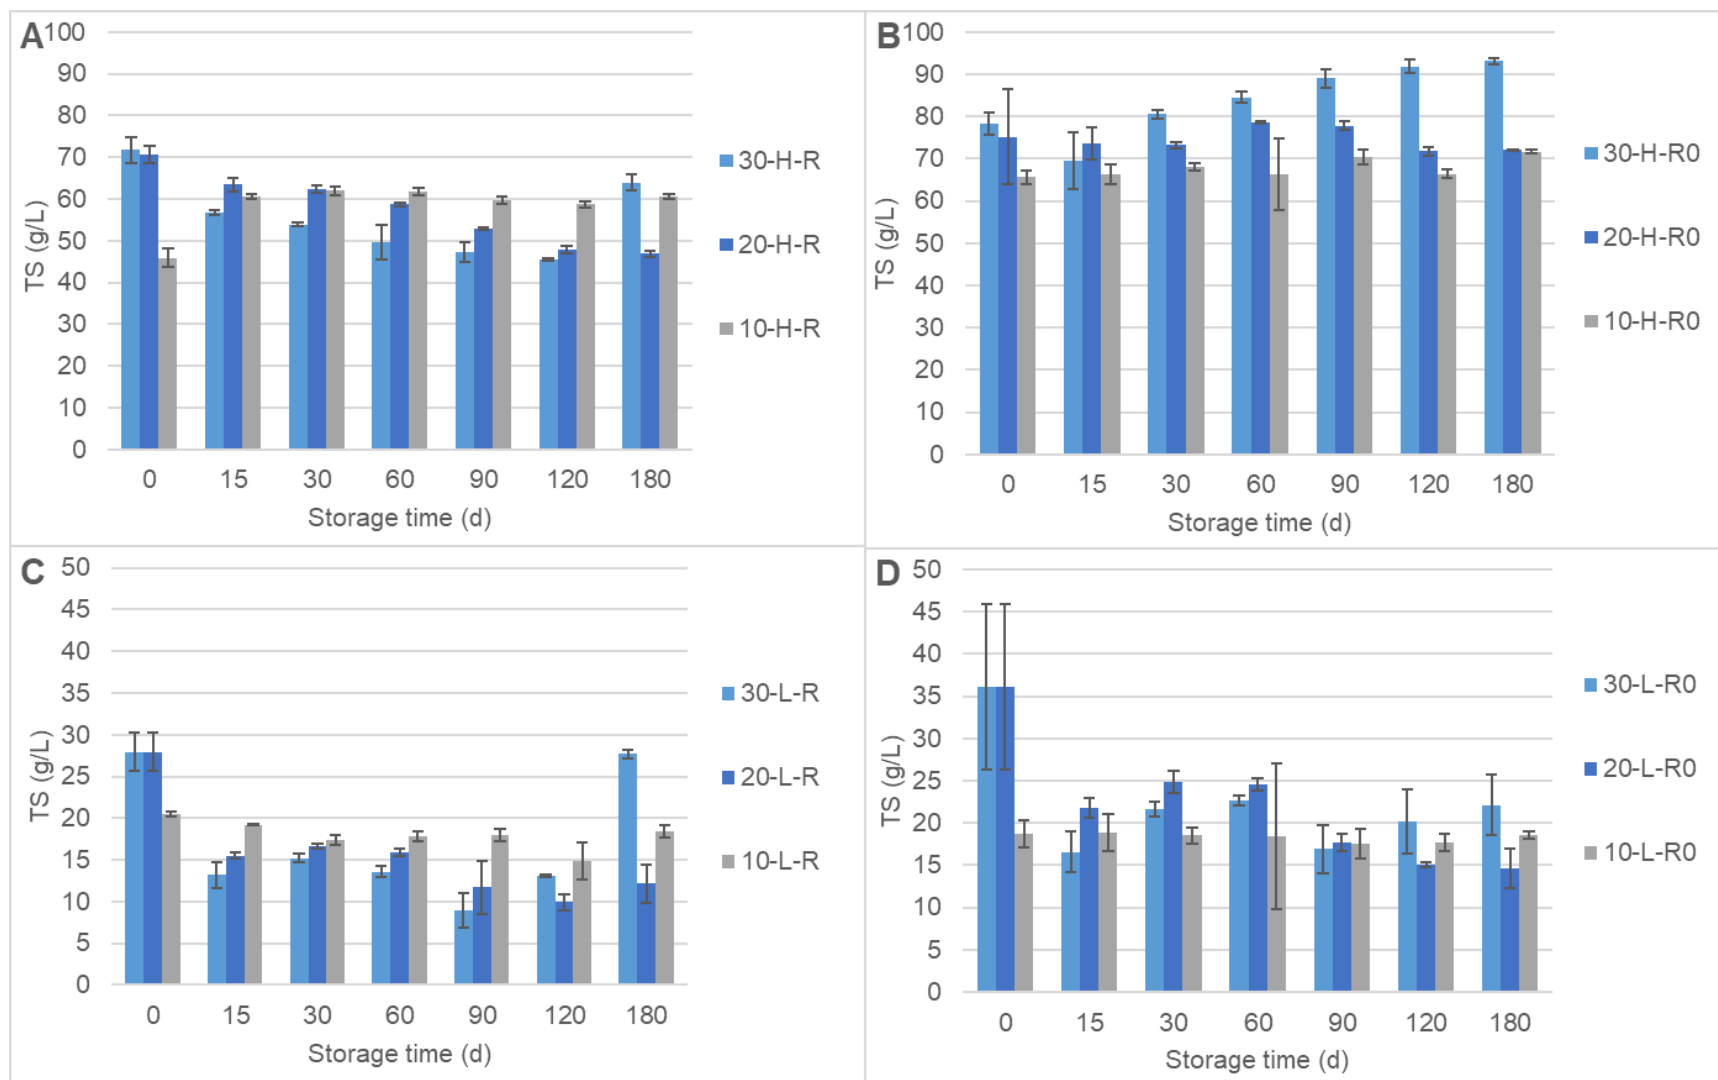 A
100
90
80
70
60
50
40
30
20
10
0
TS (g/L)
0 15 30 60 90 120 180
Storage time (d)
30-H-R
20-H-R
10-H-R
B
100
90
80
70
60
50
40
30
20
10
0
TS (g/L)
0 15 30 60 90 120 180
Storage time (d)
30-H-R0
20-H-R0
10-H-R0
C
50
45
40
35
30
25
20
15
10
5
0
TS (g/L)
0 15 30 60 90 120 180
Storage time (d)
30-L-R
20-L-R
10-L-R
D
50
45
40
35
30
25
20
15
10
5
0
TS (g/L)
0 15 30 60 90 120 180
Storage time (d)
30-L-R0
20-L-R0
10-L-R0